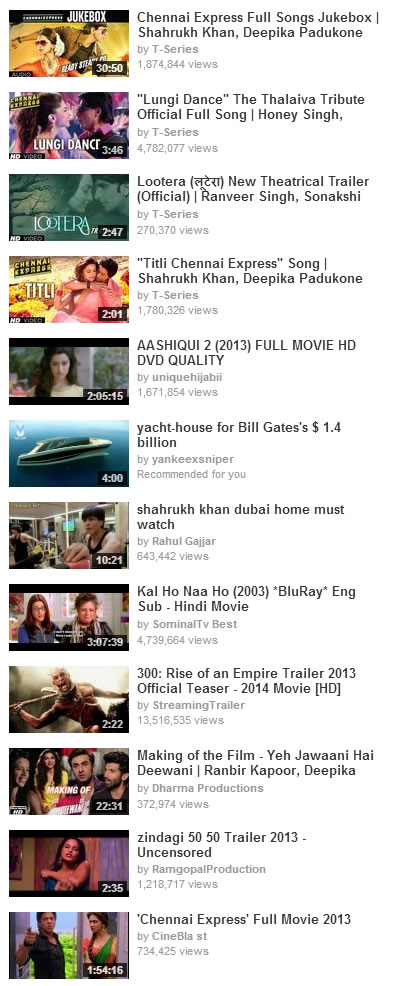 CHENNAI EXPRESS JUKEBOX
READY STEADY PO
AUDIO
30:50
Chennai Express Full Songs Jukebox |
Shahrukh Khan, Deepika Padukone
by T-Series
1,874,844 views
CHENNAI EXPRESS
LUNGI DANCE
HD VIDEO
3:46
"Lungi Dance" The Thalaiva Tribute
Official Full Song | Honey Singh,
by T-Series
4,782,077 views
LOOTERA
TR
HD VIDEO
2:47
Lootera (लूटेरा) New Theatrical Trailer
(Official) | Ranveer Singh, Sonakshi
by T-Series
270,370 views
CHENNAI EXPRESS
TITLI
HD VIDEO
2:01
"Titli Chennai Express" Song |
Shahrukh Khan, Deepika Padukone
by T-Series
1,780,326 views
2:05:15
AASHIQUI 2 (2013) FULL MOVIE HD
DVD QUALITY
by uniquehijabii
1,671,854 views
4:00
yacht-house for Bill Gates's $ 1.4
billion
by yankeexsniper
Recommended for you
10:21
shahrukh khan dubai home must
watch
by Rahul Gajjar
643,442 views
3:07:39
Kal Ho Naa Ho (2003) *BluRay* Eng
Sub - Hindi Movie
by SominalTv Best
4,739,664 views
2:22
300: Rise of an Empire Trailer 2013
Official Teaser - 2014 Movie [HD]
by StreamingTrailer
13,516,535 views
MAKING OF
HD
22:31
Making of the Film - Yeh Jawaani Hai
Deewani | Ranbir Kapoor, Deepika
by Dharma Productions
372,974 views
2:35
zindagi 50 50 Trailer 2013 -
Uncensored
by RamgopalProduction
1,218,717 views
1:54:16
'Chennai Express' Full Movie 2013
by CineBla st
734,425 views